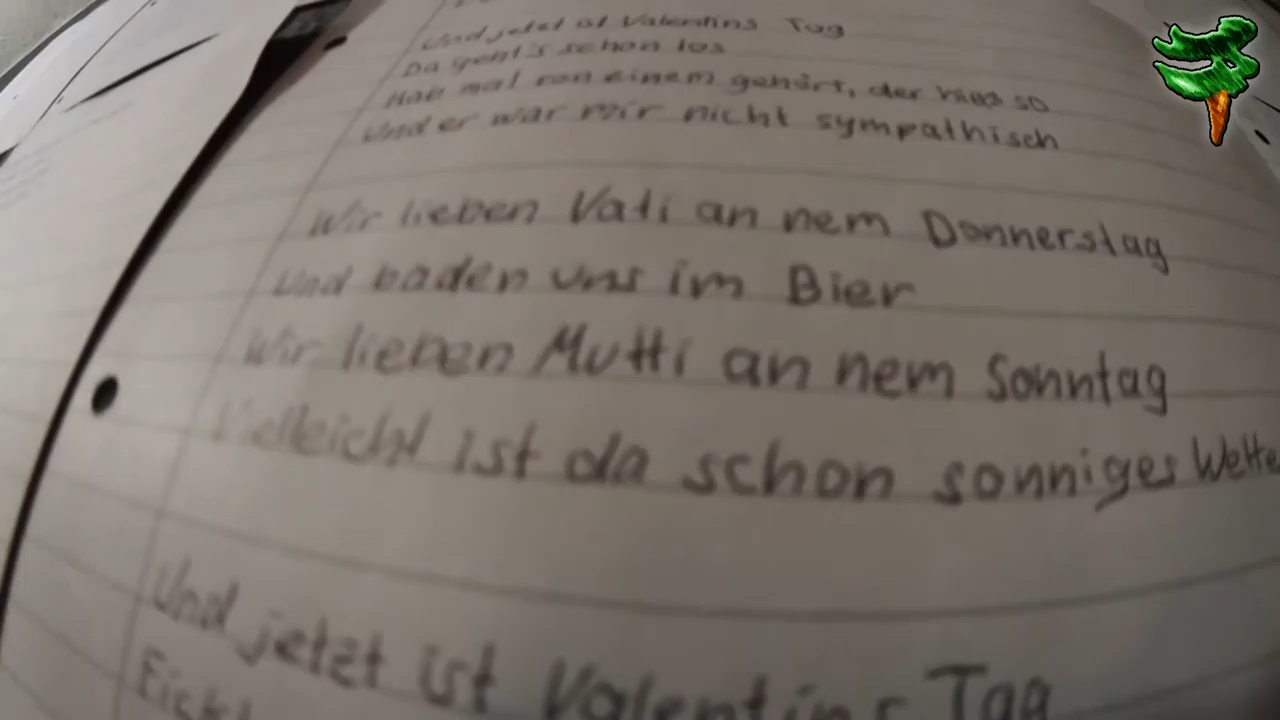 Und jetzt ist Valentins Tag
Da geht's schon los
Hab mal von einem gehört, der hies so
Und er war mir nicht sympathisch
Wir lieben Vati an nem Donnerstag
Und baden uns im Bier
Wir lieben Mutti an nem Sonntag
Vielleicht ist da schon sonniges Wette
Und jetzt ist Valentins Tag